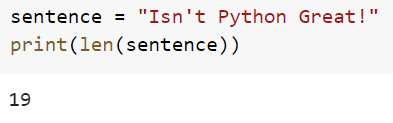 sentence = "Isn't Python Great!"
print(len(sentence))
19